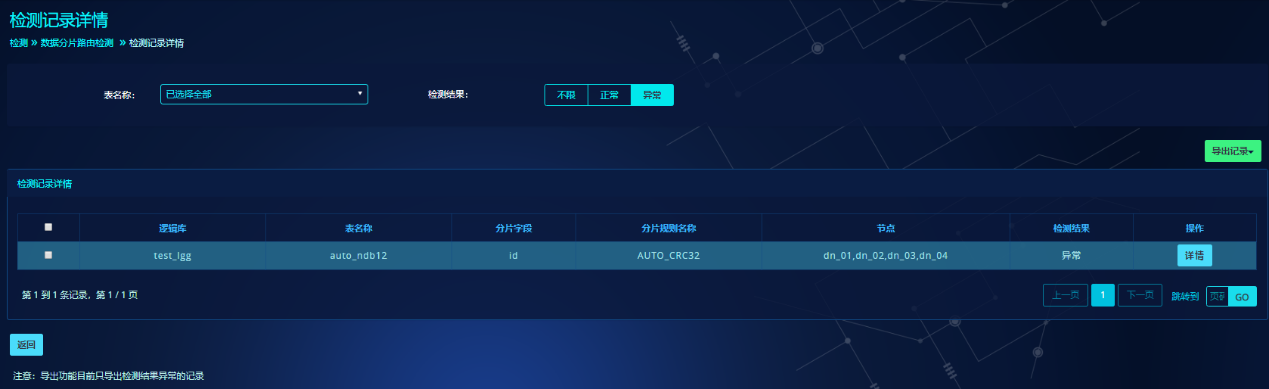 检测记录详情
检测 » 数据分片路由检测 » 检测记录详情
表名称: 已选择全部 检测结果: 不限 正常 异常
导出记录
检测记录详情
逻辑库 表名称 分片字段 分片规则名称 节点 检测结果 操作
test_lgg auto_ndb12 id AUTO_CRC32 dn_01,dn_02,dn_03,dn_04 异常 详情
第 1 到 1 条记录，第 1 / 1 页 上一页 1 下一页 跳转到 页码 GO
返回
注意：导出功能目前只导出检测结果异常的记录